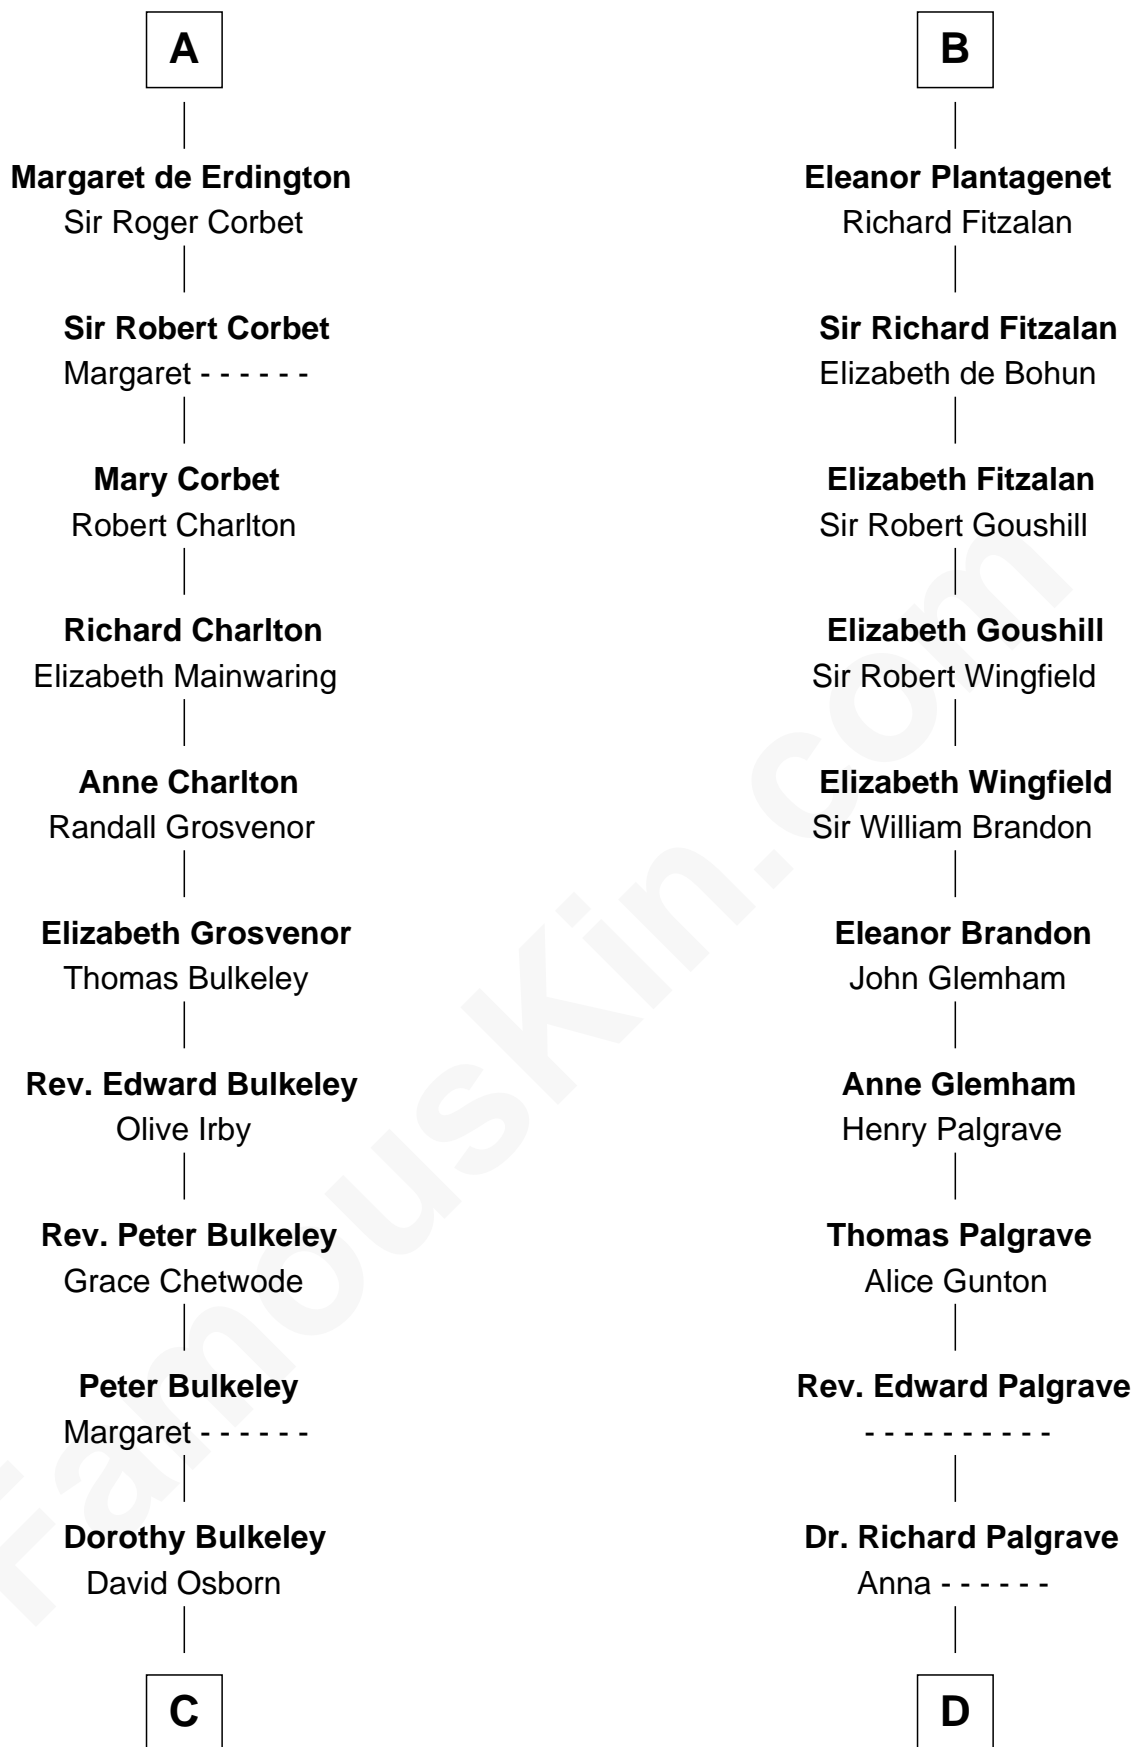 A
Margaret de Erdington
Sir Roger Corbet
Sir Robert Corbet
Margaret - - - - - -
Mary Corbet
Robert Charlton
Richard Charlton
Elizabeth Mainwaring
Anne Charlton
Randall Grosvenor
Elizabeth Grosvenor
Thomas Bulkeley
Rev. Edward Bulkeley
Olive Irby
Rev. Peter Bulkeley
Grace Chetwode
Peter Bulkeley
Margaret - - - - - -
Dorothy Bulkeley
David Osborn
C
B
Eleanor Plantagenet
Richard Fitzalan
Sir Richard Fitzalan
Elizabeth de Bohun
Elizabeth Fitzalan
Sir Robert Goushill
Elizabeth Goushill
Sir Robert Wingfield
Elizabeth Wingfield
Sir William Brandon
Eleanor Brandon
John Glemham
Anne Glemham
Henry Palgrave
Thomas Palgrave
Alice Gunton
Rev. Edward Palgrave
- - - - - - - - - -
Dr. Richard Palgrave
Anna - - - - - -
D
FamousKin.com